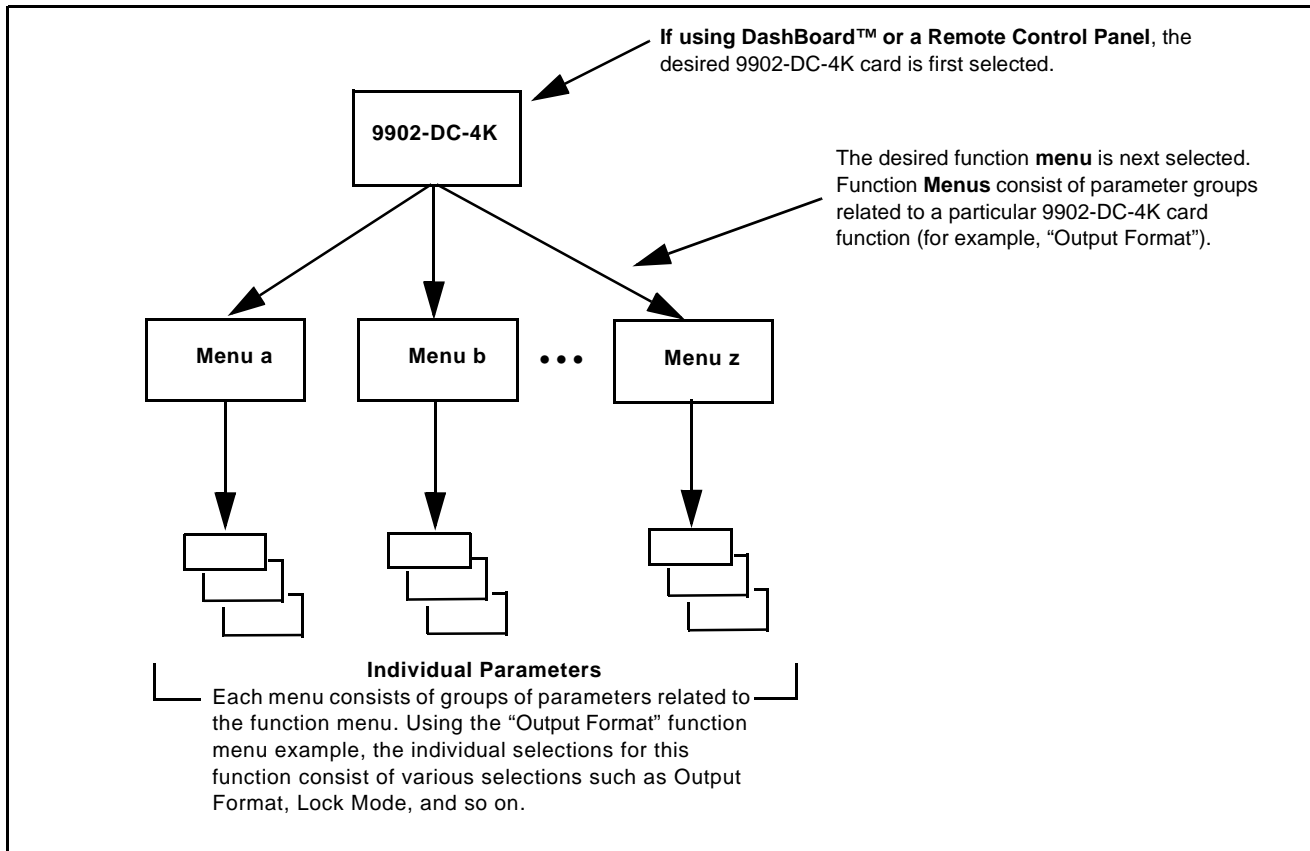 If using DashBoard™ or a Remote Control Panel, the
desired 9902-DC-4K card is first selected.
9902-DC-4K
The desired function menu is next selected.
Function Menus consist of parameter groups
related to a particular 9902-DC-4K card
function (for example, “Output Format”).
Menu a
Menu b
Menu z
Individual Parameters
Each menu consists of groups of parameters related to
the function menu. Using the “Output Format” function
menu example, the individual selections for this
function consist of various selections such as Output
Format, Lock Mode, and so on.